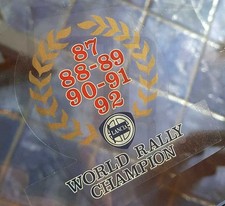 87
88-89
90-91
92
LANCIA
WORLD RALLY
CHAMPION